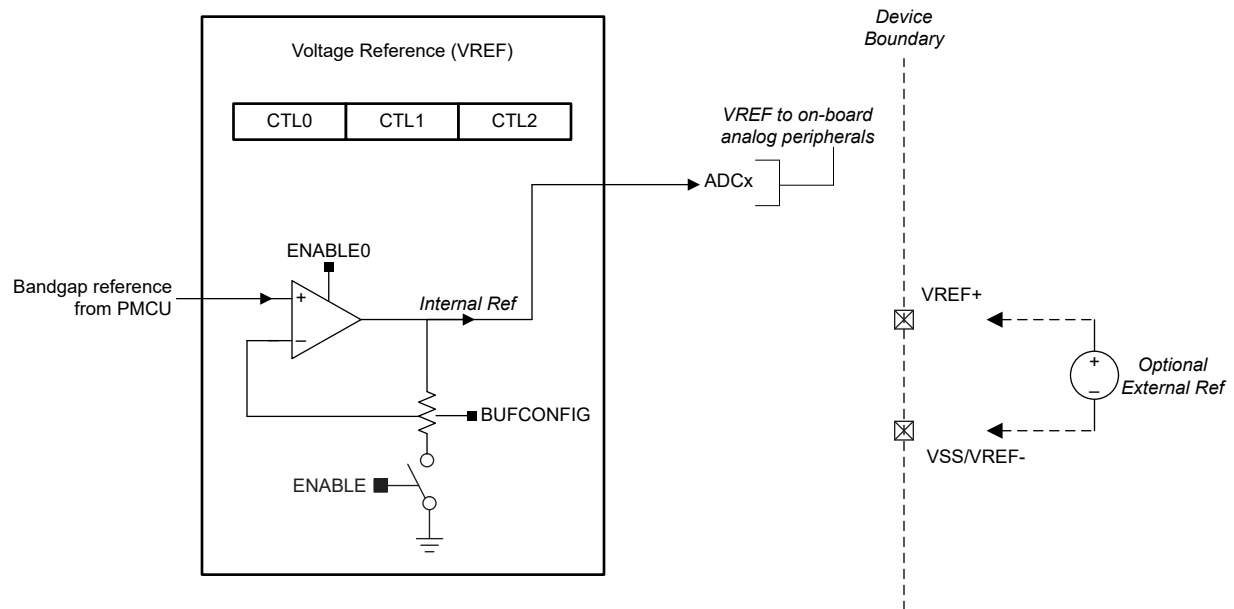 Device
Boundary
Voltage Reference (VREF)
CTL0 CTL1 CTL2
VREF to on-board
analog peripherals
ADCx
ENABLE0
Bandgap reference
from PMCU
+
−
Internal Ref
BUFCONFIG
ENABLE
VREF+
+
−
Optional
External Ref
VSS/VREF-